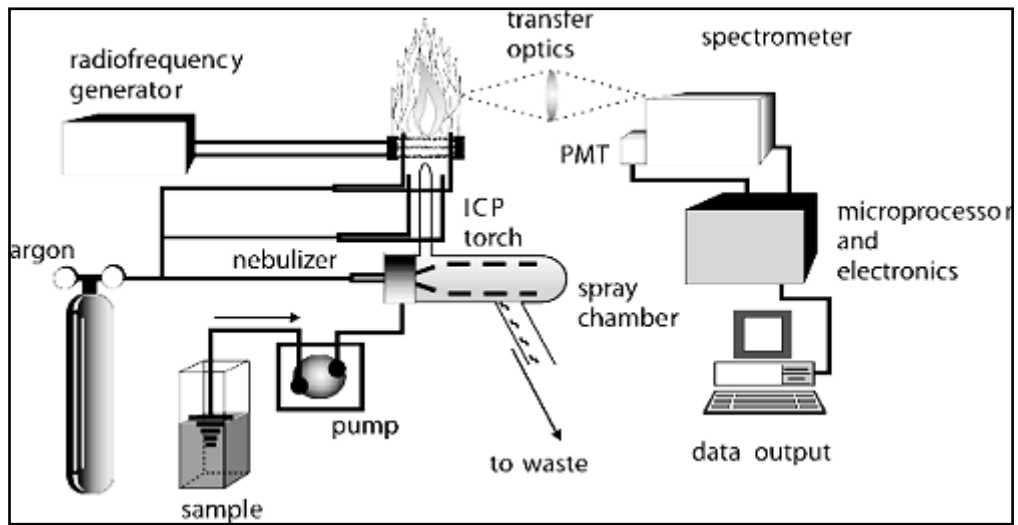 transfer
optics
spectrometer
radiofrequency
generator
PMT
ICP
torch
microprocessor
and
electronics
argon
nebulizer
spray
chamber
pump
to waste
data output
sample